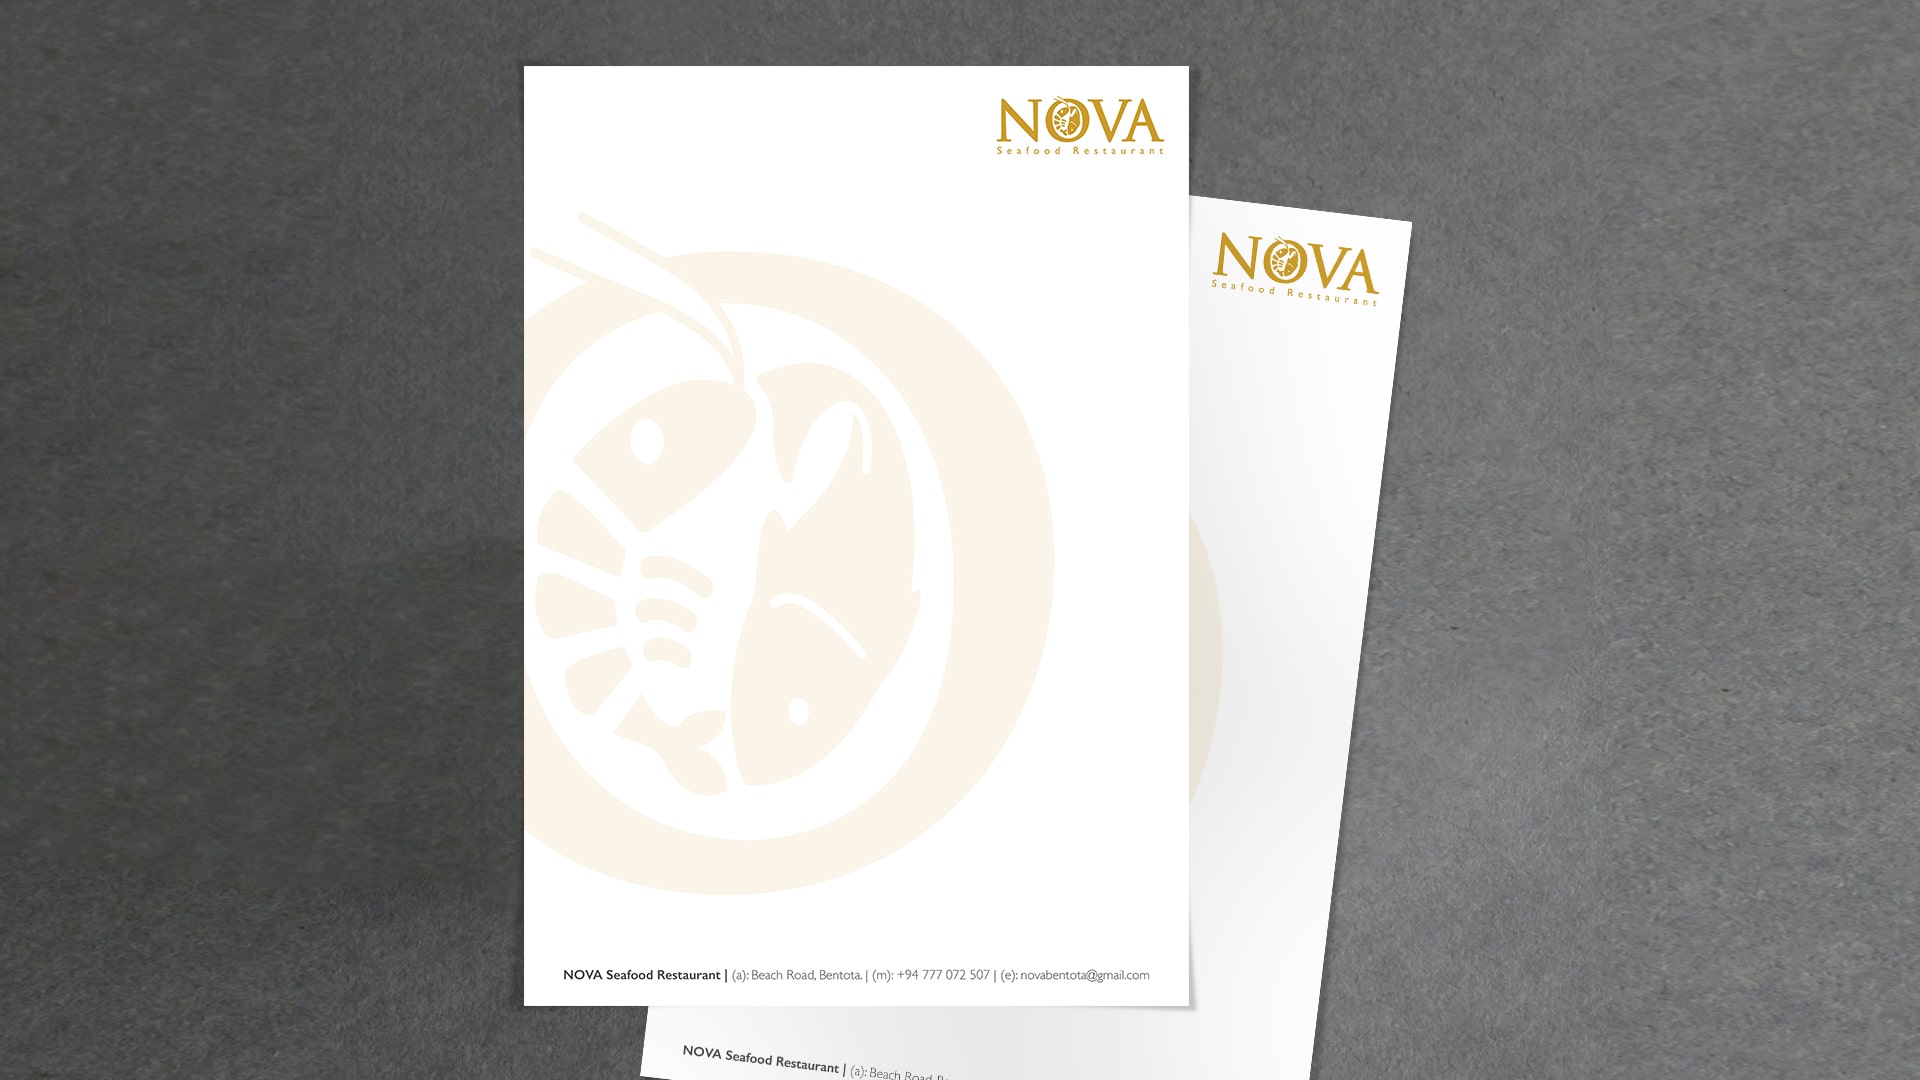 NOVA
Seafood Restaurant
NOVA Seafood Restaurant | (a): Beach Road, Bentota. | (m): +94 777 072 507 | (e): novabentota@gmail.com
NOVA
Seafood Restaurant
NOVA Seafood Restaurant | (a): Beach Road,